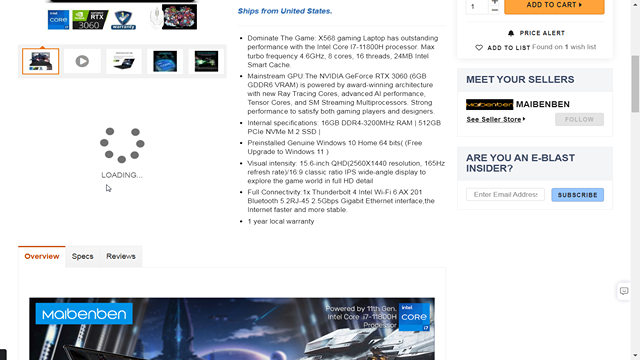 intel CORE i7
RTX 3060
WARRANTY
Ships from United States.
1
ADD TO CART
PRICE ALERT
ADD TO LIST Found on 1 wish list
Dominate The Game: X568 gaming Laptop has outstanding
performance with the Intel Core I7-11800H processor. Max
turbo frequency 4.6GHz, 8 cores, 16 threads, 24MB Intel
Smart Cache.
Mainstream GPU:The NVIDIA GeForce RTX 3060 (6GB
GDDR6 VRAM) is powered by award-winning architecture
with new Ray Tracing Cores, advanced AI performance,
Tensor Cores, and SM Streaming Multiprocessors. Strong
performance to satisfy both gaming players and designers.
Internal specifications: 16GB DDR4-3200MHz RAM | 512GB
PCIe NVMe M.2 SSD |
Preinstalled Genuine Windows 10 Home 64 bits( (Free
Upgrade to Windows 11 )
Visual intensity: 15.6-inch QHD(2560X1440 resolution, 165Hz
refresh rate)/16:9 classic ratio IPS wide-angle display to
explore the game world in full HD detail
Full Connectivity:1x Thunderbolt 4 Intel Wi-Fi 6 AX 201
Bluetooth 5.2RJ-45 2.5Gbps Gigabit Ethernet interface,the
Internet faster and more stable.
1 year local warranty
LOADING...
MEET YOUR SELLERS
MAIBENBEN
See Seller Store
FOLLOW
ARE YOU AN E-BLAST
INSIDER?
Enter Email Address
SUBSCRIBE
Overview
Specs
Reviews
MAIBENBEN
Powered by 11th Gen.
Intel Core i7-11800H
Processor
intel
CORE
i7